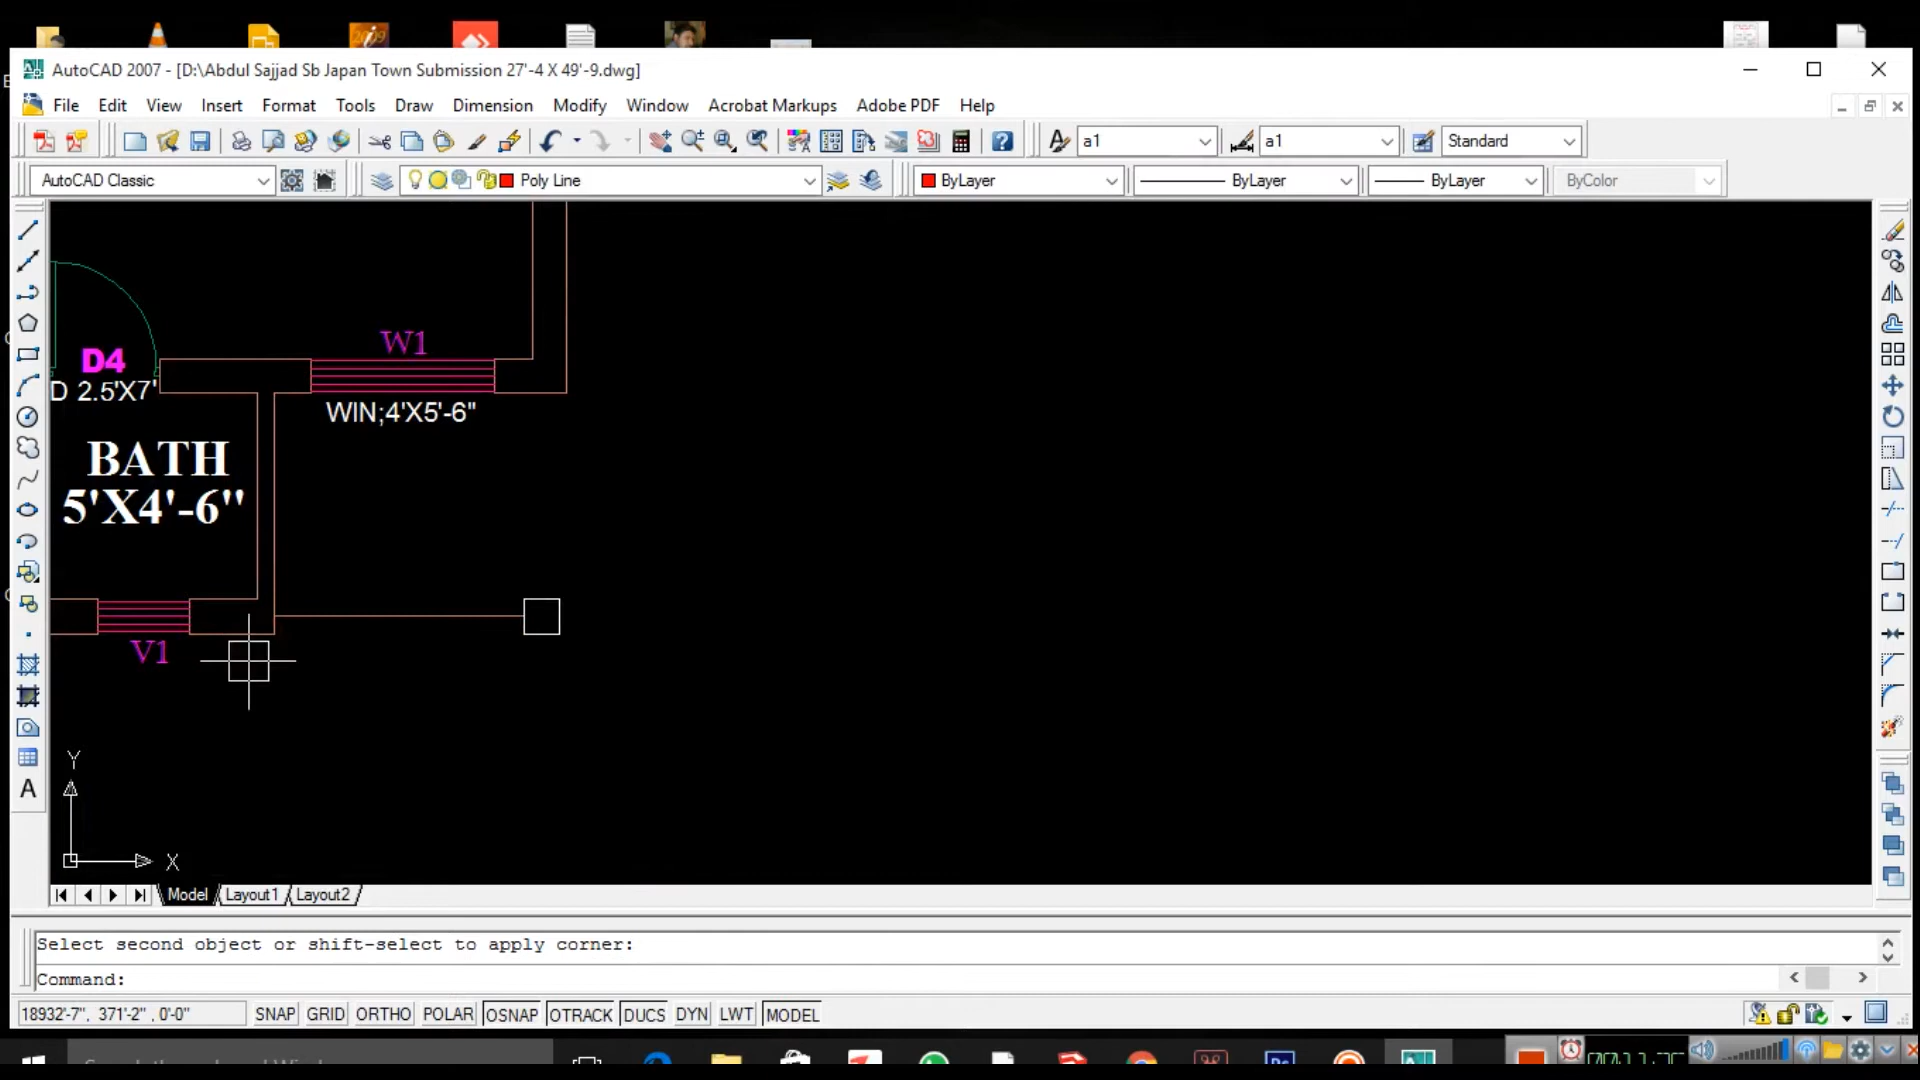 AutoCAD 2007 - [D:\Abdul Sajjad Sb Japan Town Submission 27'-4 X 49'-9.dwg]
File Edit View Insert Format Tools Draw Dimension Modify Window Acrobat Markups Adobe PDF Help
a1 a1 Standard
AutoCAD Classic Poly Line ByLayer ByLayer ByLayer ByColor
W1
D4
D 2.5'X7'
WIN;4'X5'-6"
BATH
5'X4'-6"
V1
Y
X
A
Model Layout1 Layout2
Select second object or shift-select to apply corner:
Command:
18932'-7", 371'-2" , 0'-0" SNAP GRID ORTHO POLAR OSNAP OTRACK DUCS DYN LWT MODEL